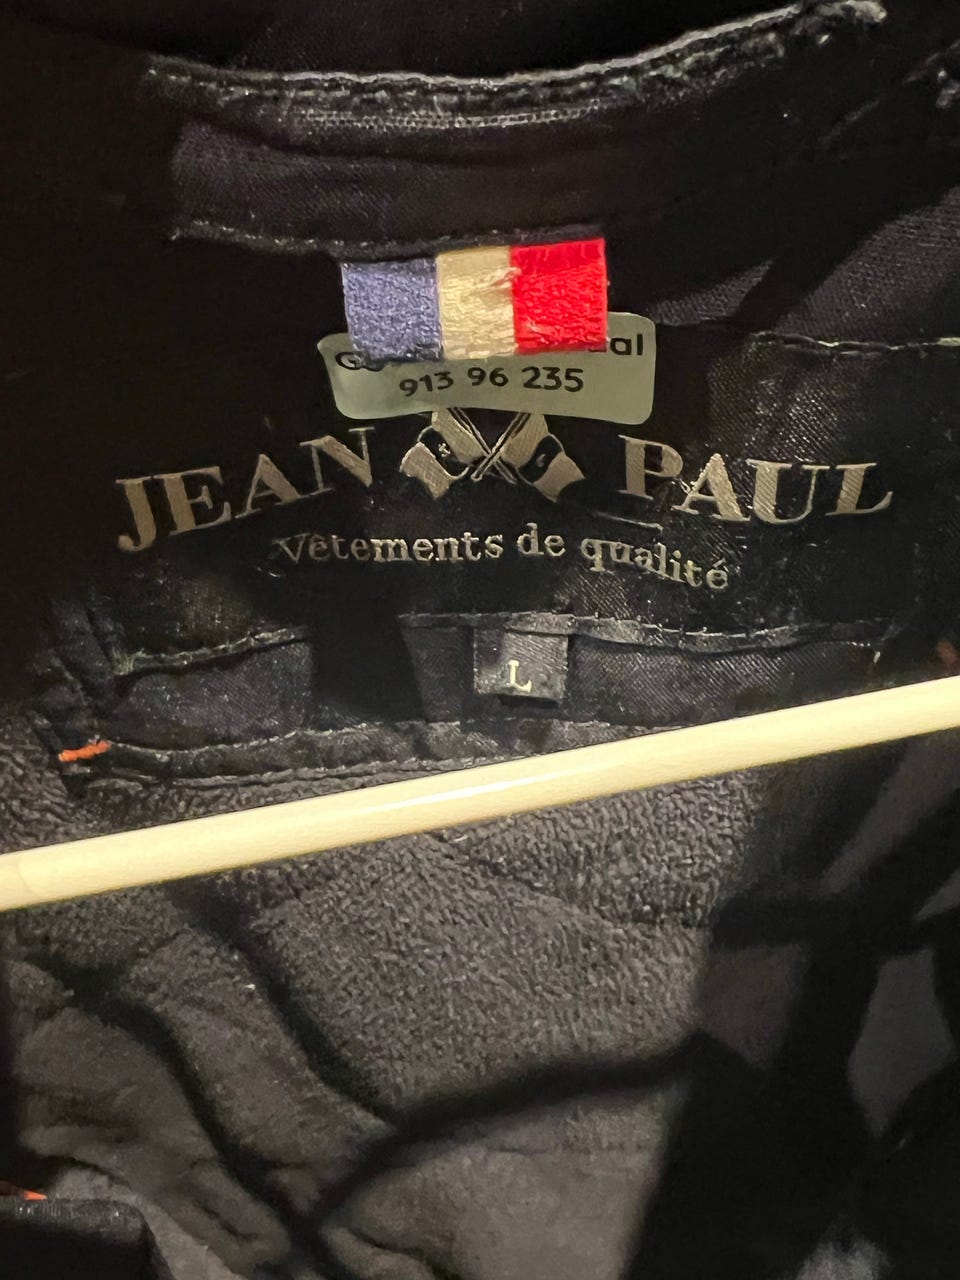 913 96 235
JEAN PAUL
Vêtements de qualité
L